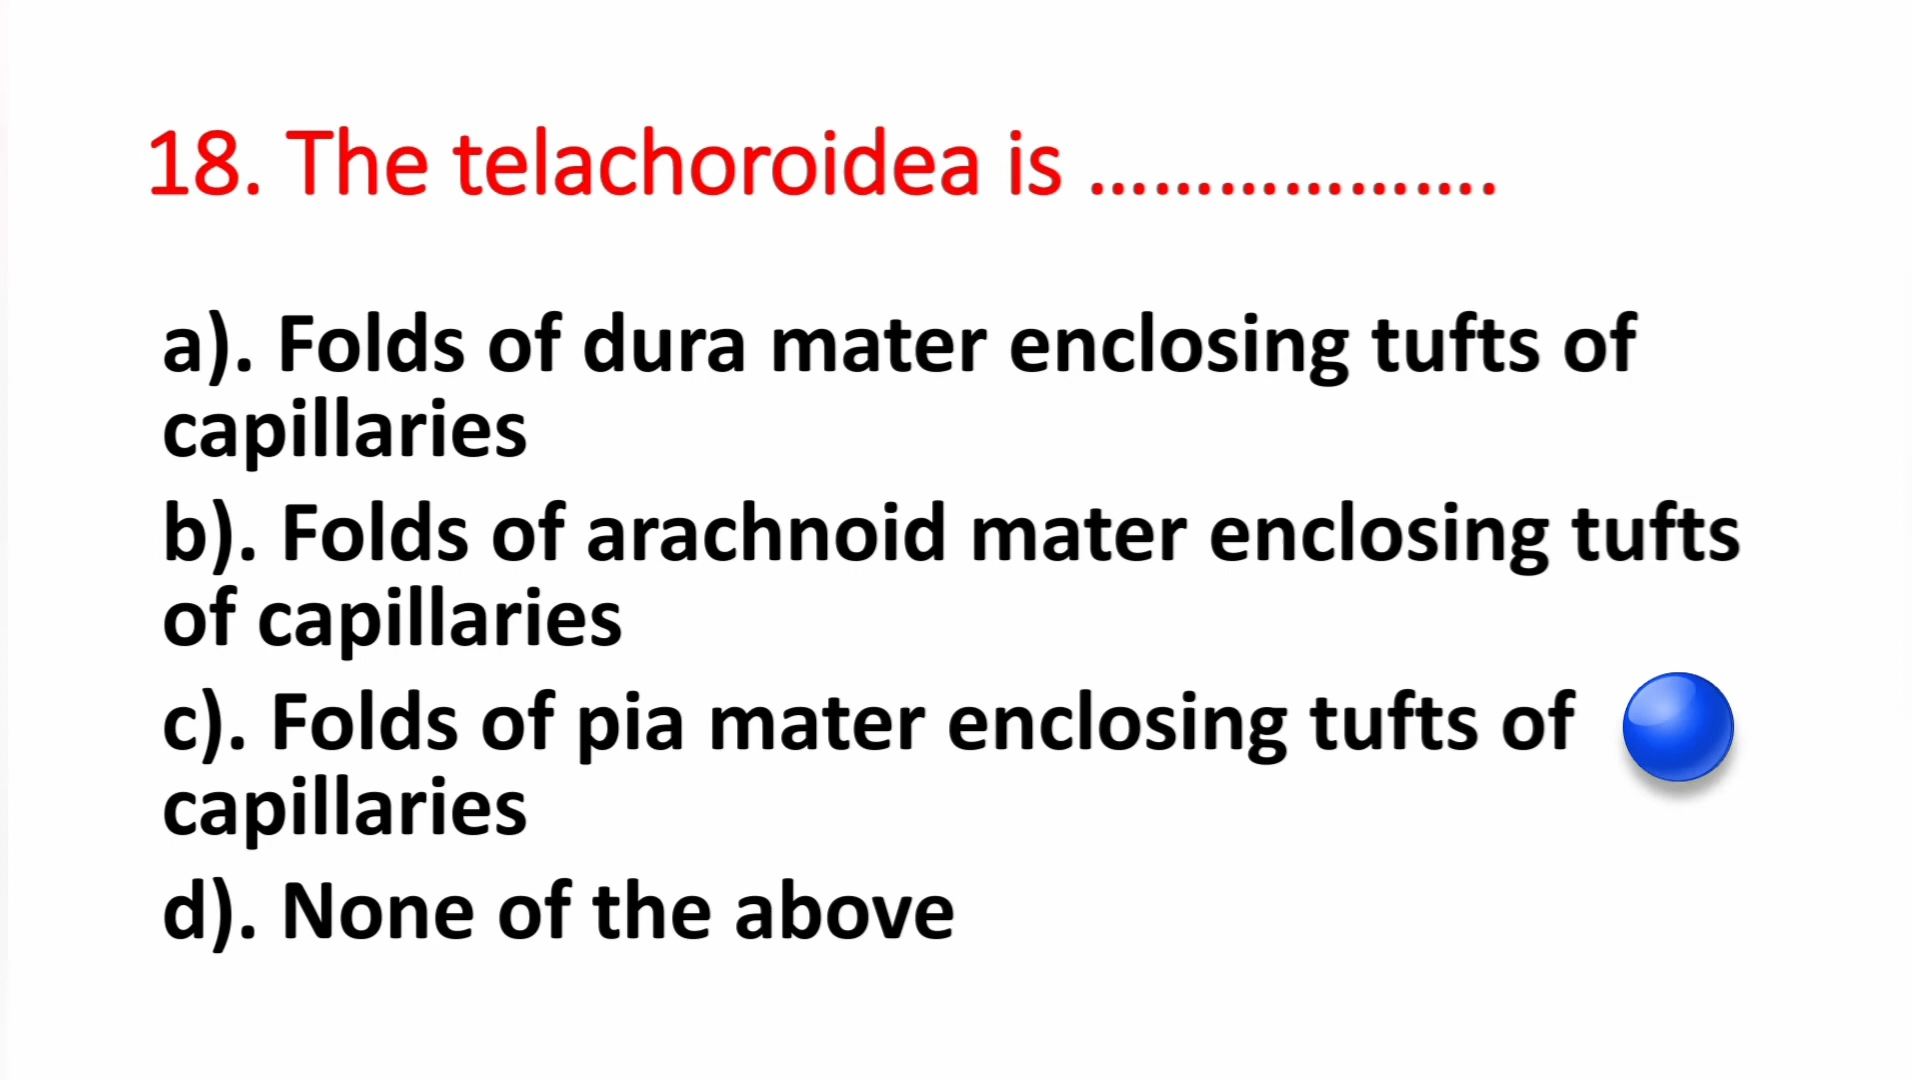 18. The telachoroidea is ...................
a). Folds of dura mater enclosing tufts of
capillaries
b). Folds of arachnoid mater enclosing tufts
of capillaries
c). Folds of pia mater enclosing tufts of
capillaries
d). None of the above